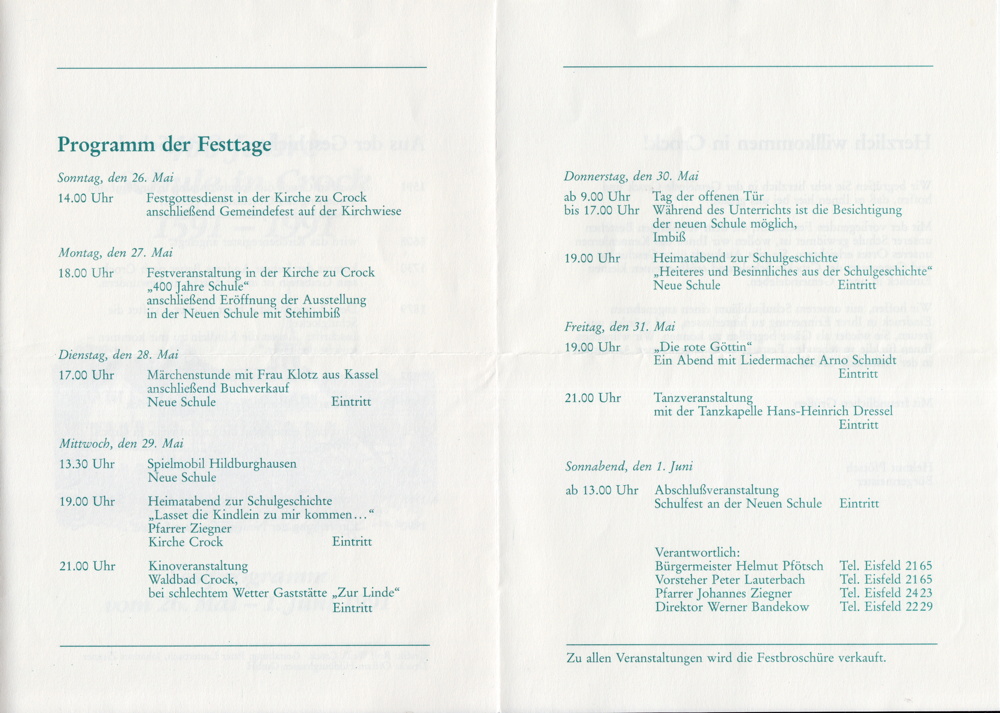 Programm der Festtage
Sonntag, den 26. Mai
14.00 Uhr Festgottesdienst in der Kirche zu Crock
anschließend Gemeindefest auf der Kirchwiese
Montag, den 27. Mai
18.00 Uhr Festveranstaltung in der Kirche zu Crock
„400 Jahre Schule“
anschließend Eröffnung der Ausstellung
in der Neuen Schule mit Stehimbiß
Dienstag, den 28. Mai
17.00 Uhr Märchenstunde mit Frau Klotz aus Kassel
anschließend Buchverkauf
Neue Schule Eintritt
Mittwoch, den 29. Mai
13.30 Uhr Spielmobil Hildburghausen
Neue Schule
19.00 Uhr Heimatabend zur Schulgeschichte
„Lasset die Kindlein zu mir kommen...“
Pfarrer Ziegner
Kirche Crock Eintritt
21.00 Uhr Kinoveranstaltung
Waldbad Crock,
bei schlechtem Wetter Gaststätte „Zur Linde“
Eintritt
Donnerstag, den 30. Mai
ab 9.00 Uhr Tag der offenen Tür
bis 17.00 Uhr Während des Unterrichts ist die Besichtigung
der neuen Schule möglich,
Imbiß
19.00 Uhr Heimatabend zur Schulgeschichte
„Heiteres und Besinnliches aus der Schulgeschichte“
Neue Schule Eintritt
Freitag, den 31. Mai
19.00 Uhr „Die rote Göttin“
Ein Abend mit Liedermacher Arno Schmidt
Eintritt
21.00 Uhr Tanzveranstaltung
mit der Tanzkapelle Hans-Heinrich Dressel
Eintritt
Sonnabend, den 1. Juni
ab 13.00 Uhr Abschlußveranstaltung
Schulfest an der Neuen Schule Eintritt
Verantwortlich:
Bürgermeister Helmut Pfötsch Tel. Eisfeld 21 65
Vorsteher Peter Lauterbach Tel. Eisfeld 21 65
Pfarrer Johannes Ziegner Tel. Eisfeld 24 23
Direktor Werner Bandekow Tel. Eisfeld 22 29
Zu allen Veranstaltungen wird die Festbroschüre verkauft.